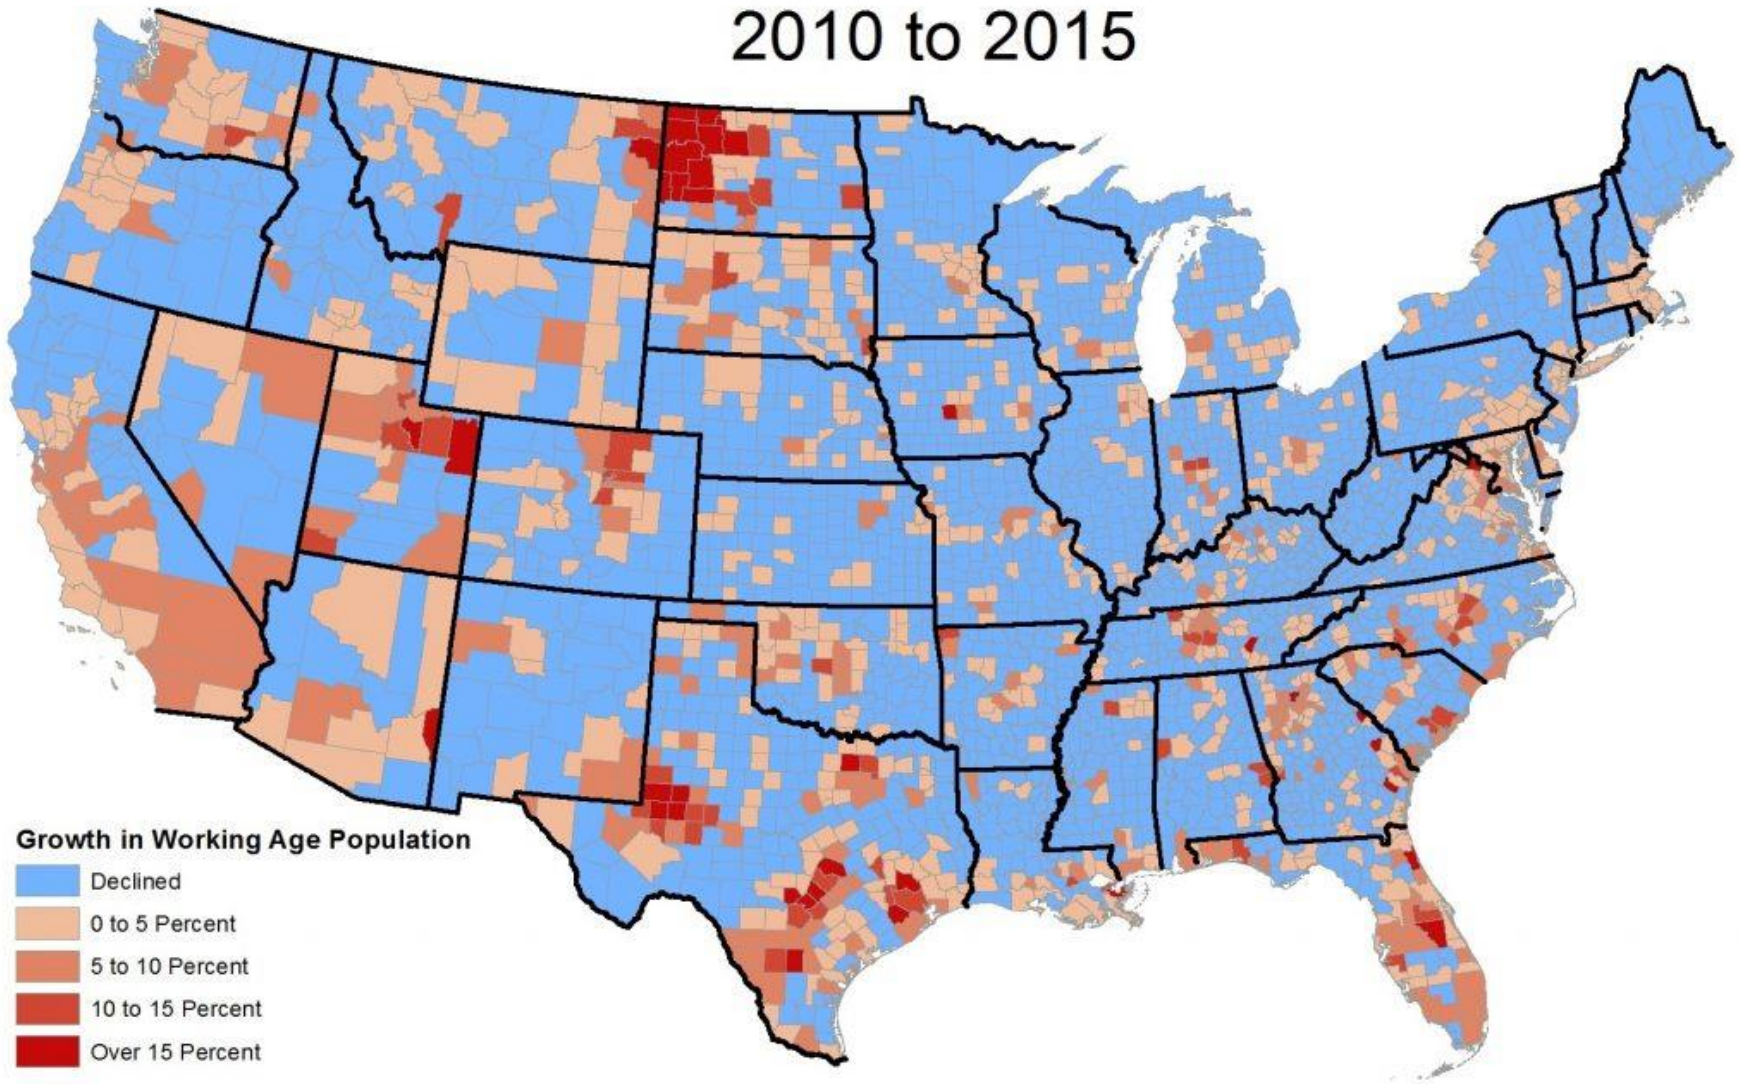 2010 to 2015
Growth in Working Age Population
Declined
0 to 5 Percent
5 to 10 Percent
10 to 15 Percent
Over 15 Percent